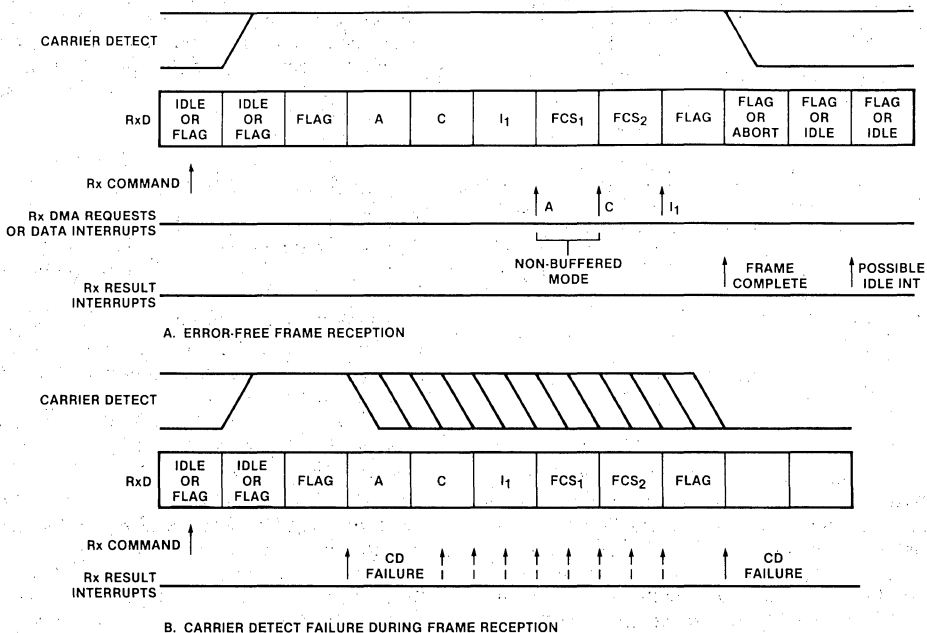 CARRIER DETECT
RxD
IDLE OR FLAG
IDLE OR FLAG
FLAG
A
C
I1
FCS1
FCS2
FLAG
FLAG OR ABORT
FLAG OR IDLE
FLAG OR IDLE
Rx COMMAND
Rx DMA REQUESTS
OR DATA INTERRUPTS
A
C
I1
NON-BUFFERED
MODE
Rx RESULT
INTERRUPTS
FRAME
COMPLETE
POSSIBLE
IDLE INT
A. ERROR-FREE FRAME RECEPTION
CARRIER DETECT
RxD
IDLE OR FLAG
IDLE OR FLAG
FLAG
A
C
I1
FCS1
FCS2
FLAG
Rx COMMAND
Rx RESULT
INTERRUPTS
CD
FAILURE
CD
FAILURE
B. CARRIER DETECT FAILURE DURING FRAME RECEPTION